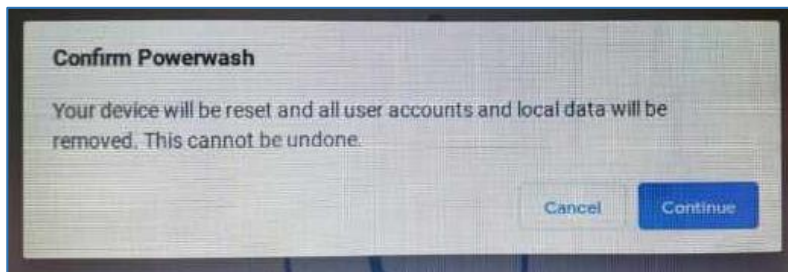 Confirm Powerwash
Your device will be reset and all user accounts and local data will be
removed. This cannot be undone.
Cancel
Continue